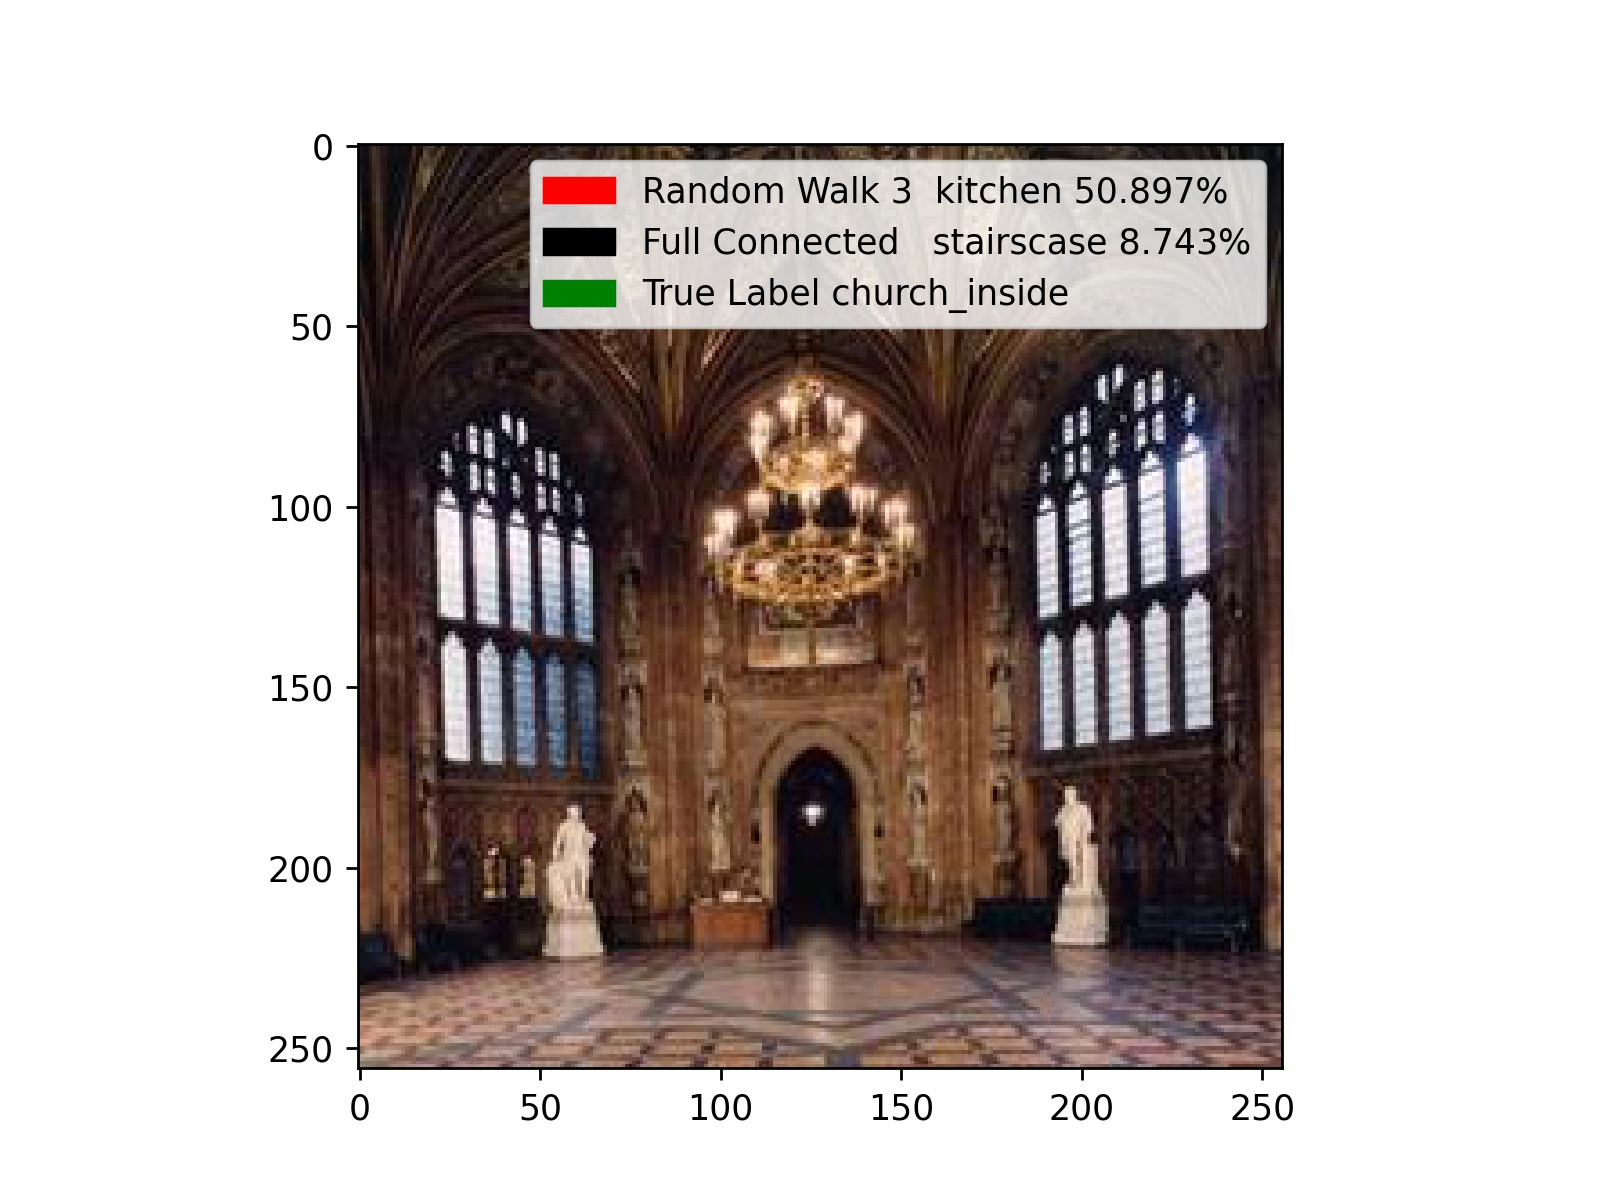 Random Walk 3  kitchen 50.897%
Full Connected   stairscase 8.743%
True Label church_inside
0
50
100
150
200
250
0 50 100 150 200 250